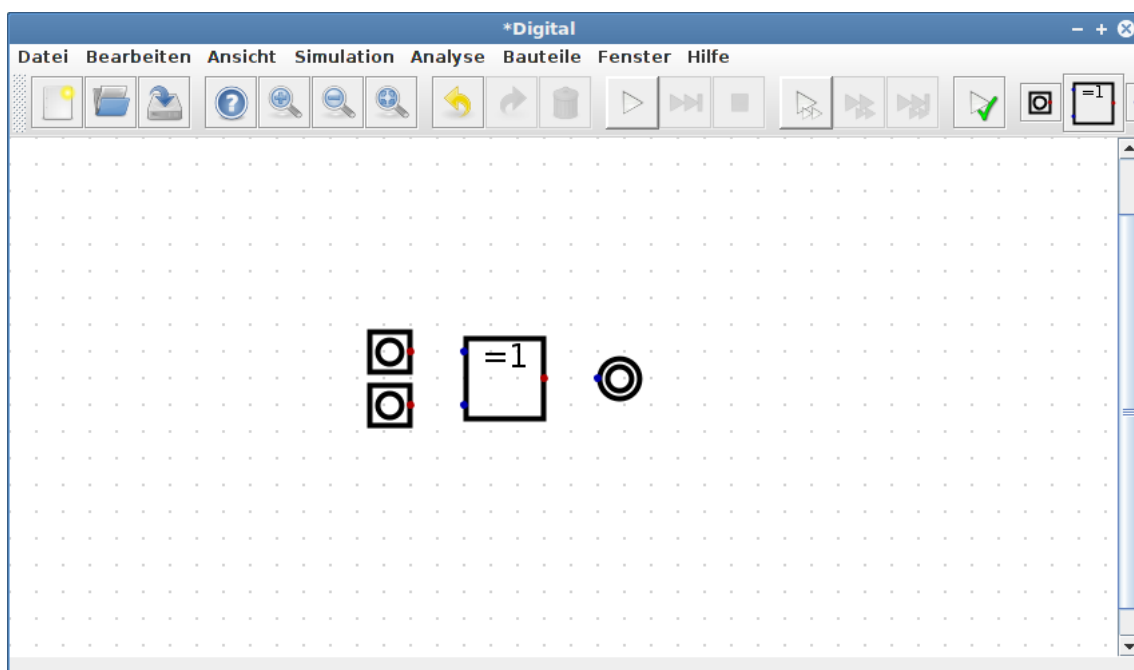 *Digital
Datei Bearbeiten Ansicht Simulation Analyse Bauteile Fenster Hilfe
=1
=1